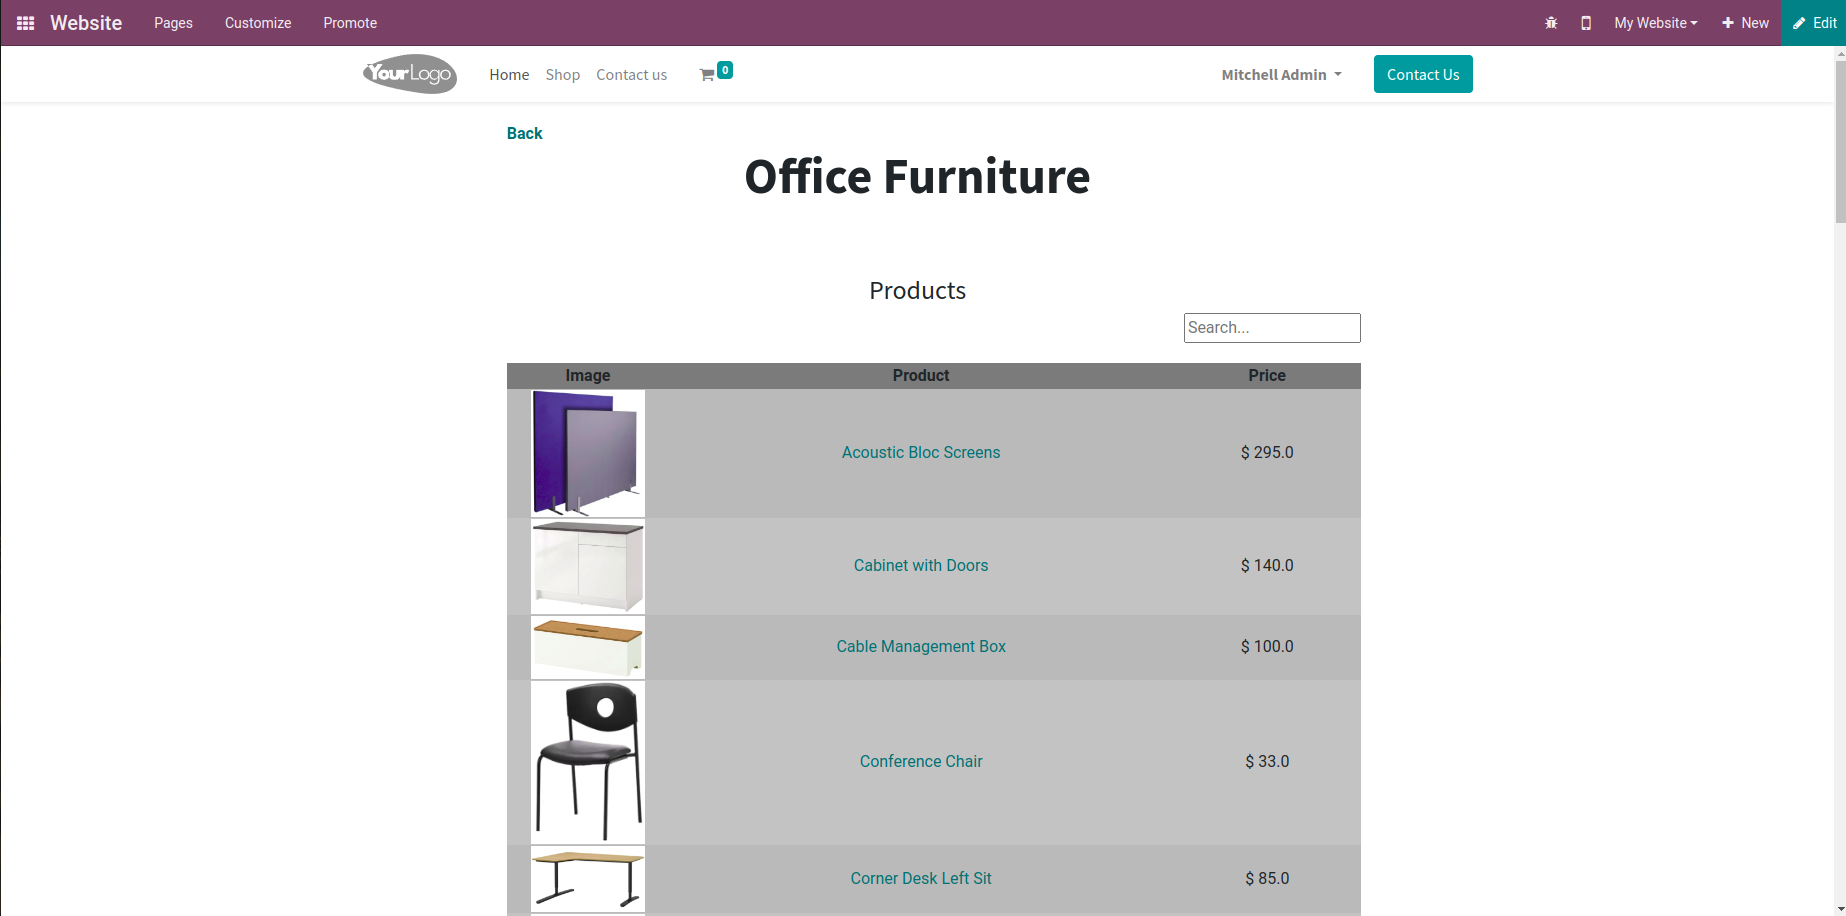 Website Pages Customize Promote My Website New Edit
YourLogo Home Shop Contact us 0 Mitchell Admin Contact Us
Back
Office Furniture
Products
Search...
Image Product Price
Acoustic Bloc Screens $ 295.0
Cabinet with Doors $ 140.0
Cable Management Box $ 100.0
Conference Chair $ 33.0
Corner Desk Left Sit $ 85.0